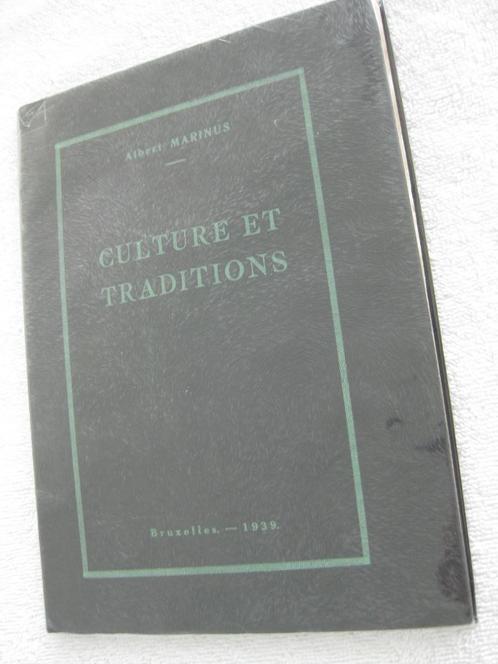 Albert MARINUS
CULTURE ET
TRADITIONS
Bruxelles. — 1939.